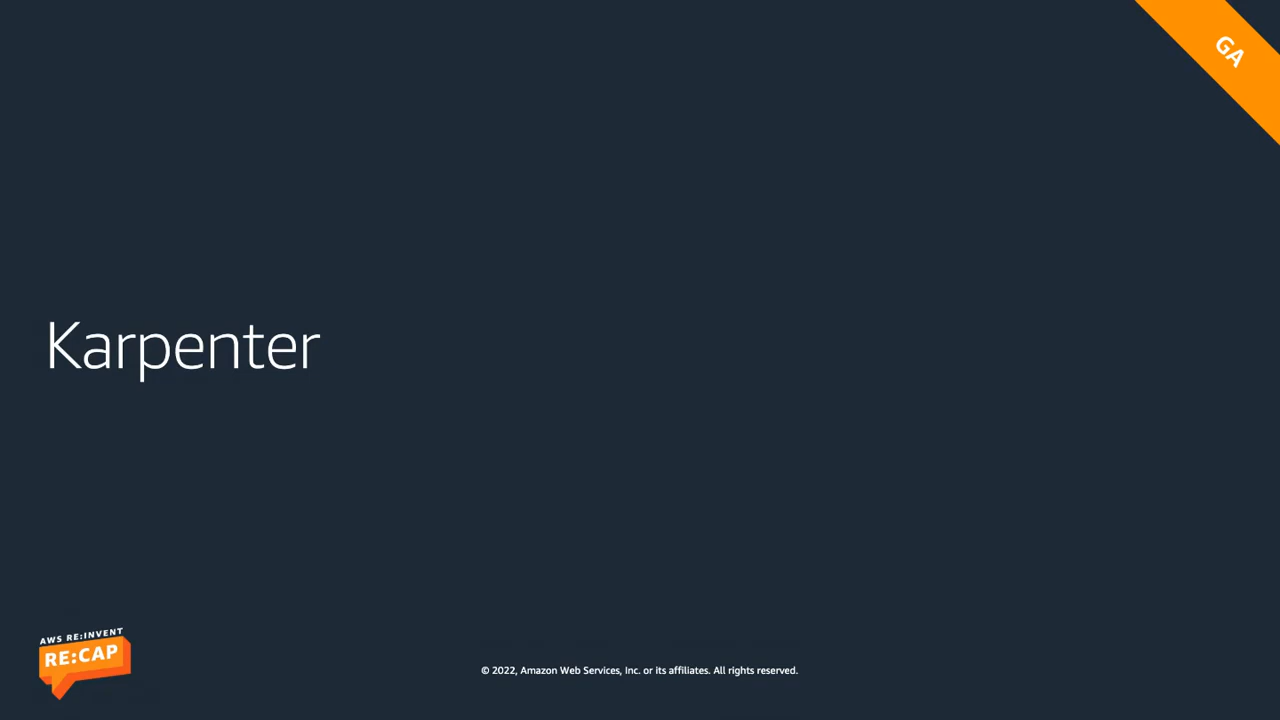 GA
Karpenter
AWS RE:INVENT
RE:CAP
© 2022, Amazon Web Services, Inc. or its affiliates. All rights reserved.